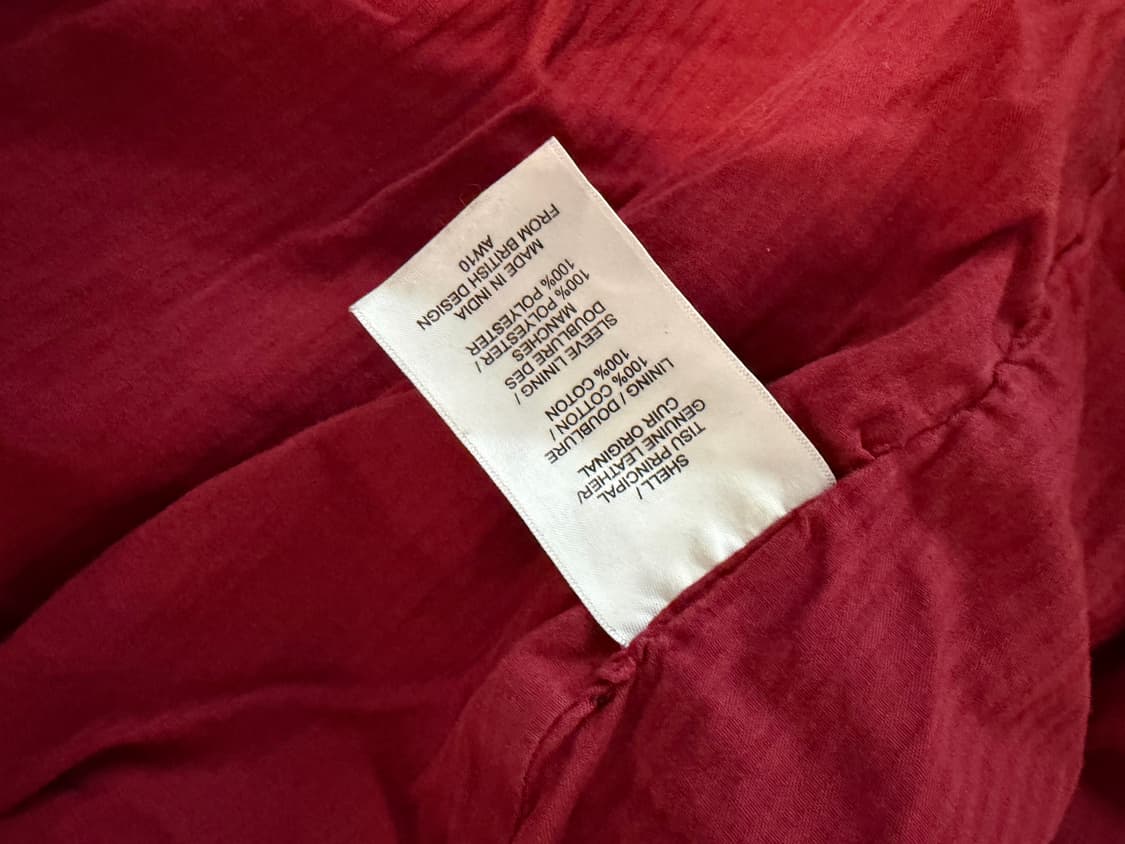 SHELL /
TISU PRINCIPAL
GENUINE LEATHER/
CUIR ORIGINAL
LINING / DOUBLURE
100% COTTON /
100% COTON
SLEEVE LINING /
DOUBLURE DES
MANCHES
100% POLYESTER /
100% POLYESTER
MADE IN INDIA
FROM BRITISH DESIGN
AW10